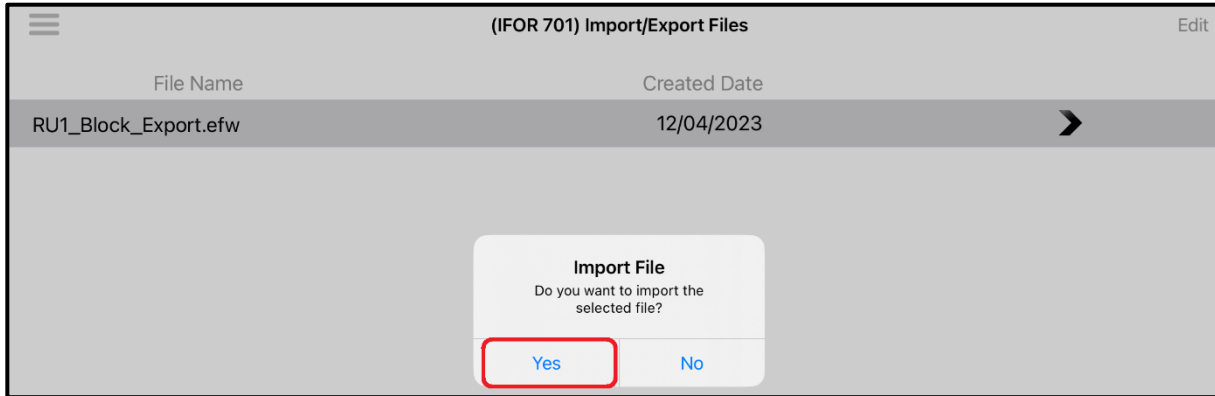 (IFOR 701) Import/Export Files
Edit
File Name
Created Date
RU1_Block_Export.efw
12/04/2023
Import File
Do you want to import the
selected file?
Yes
No